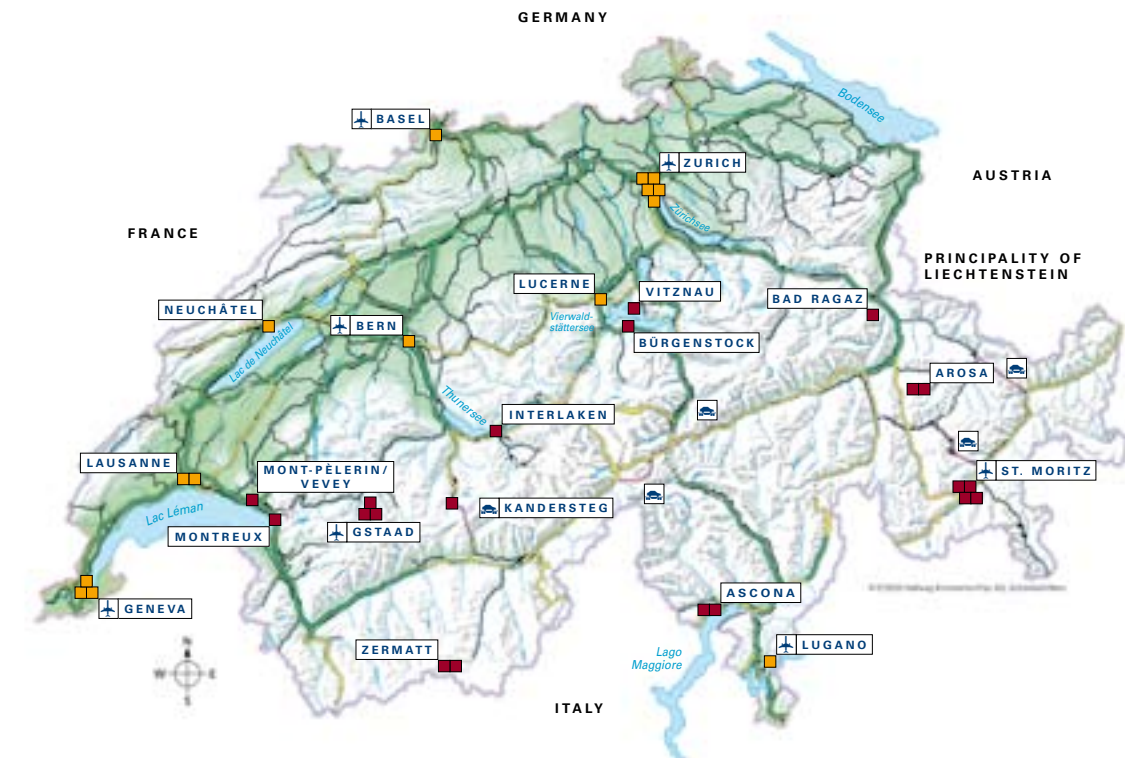 GERMANY
Bodensee
BASEL
ZURICH
AUSTRIA
Zürichsee
FRANCE
PRINCIPALITY OF
LIECHTENSTEIN
LUCERNE
VITZNAU
BAD RAGAZ
NEUCHÂTEL
BERN
Vierwald-
stättersee
BÜRGENSTOCK
Lac de Neuchâtel
AROSA
Thunersee
INTERLAKEN
LAUSANNE
MONT-PÈLERIN/
VEVEY
ST. MORITZ
Lac Léman
KANDERSTEG
MONTREUX
GSTAAD
ASCONA
GENEVA
N
W
E
S
ZERMATT
Lago
Maggiore
LUGANO
ITALY